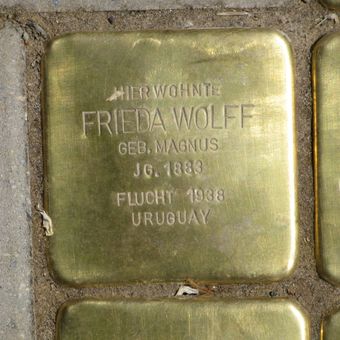 HIER WOHNTE
FRIEDA WOLFF
GEB. MAGNUS
JG. 1883
FLUCHT 1938
URUGUAY